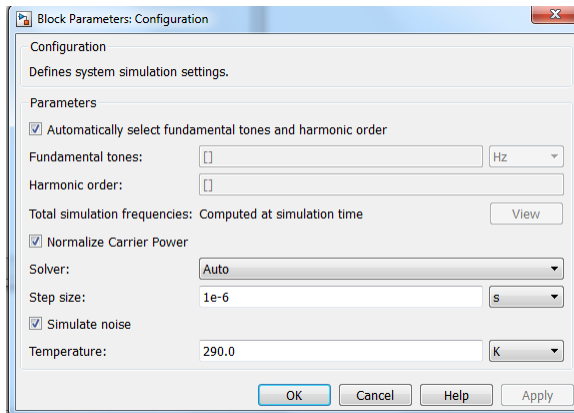 Block Parameters: Configuration
Configuration
Defines system simulation settings.
Parameters
Automatically select fundamental tones and harmonic order
Fundamental tones: [] Hz
Harmonic order: []
Total simulation frequencies: Computed at simulation time View
Normalize Carrier Power
Solver: Auto
Step size: 1e-6 s
Simulate noise
Temperature: 290.0 K
OK Cancel Help Apply